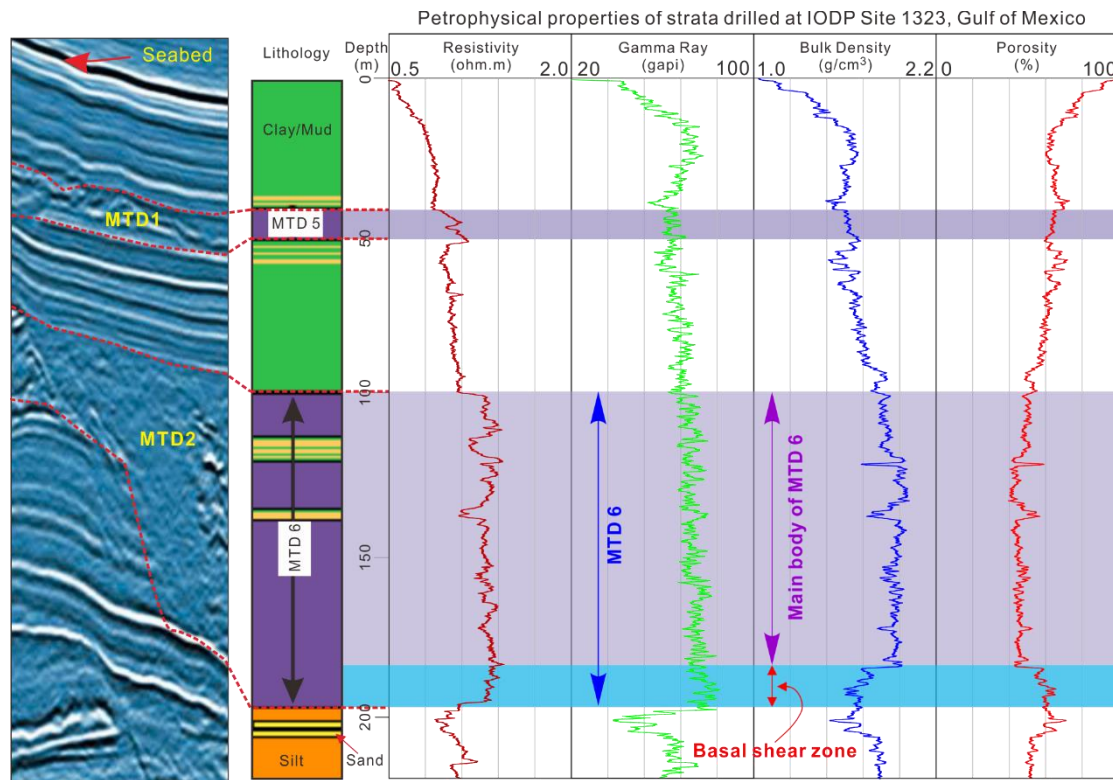 Petrophysical properties of strata drilled at IODP Site 1323, Gulf of Mexico
Lithology
Depth
(m)
Resistivity
(ohm.m)
0.5
2.0
Gamma Ray
(gapi)
20
100
Bulk Density
(g/cm³)
1.0
2.2
Porosity
(%)
0
100
Seabed
MTD1
MTD2
Clay/Mud
MTD 5
MTD 6
Silt
Sand
0
50
100
150
200
MTD 6
Main body of MTD 6
Basal shear zone